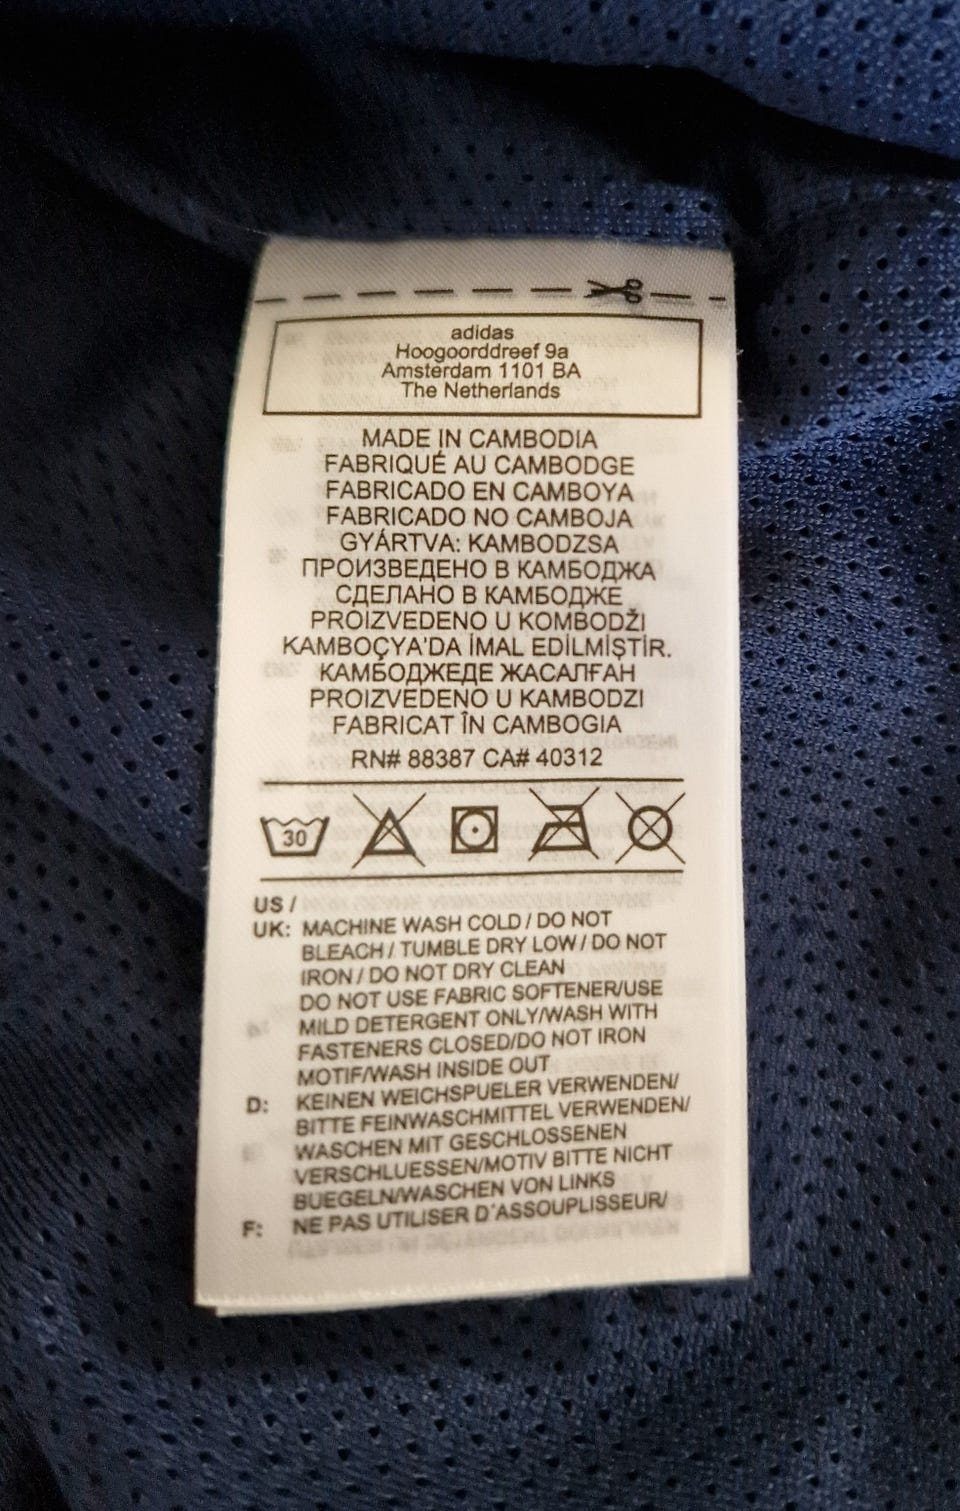 adidas
Hoogoorddreef 9a
Amsterdam 1101 BA
The Netherlands
MADE IN CAMBODIA
FABRIQUÉ AU CAMBODGE
FABRICADO EN CAMBOYA
FABRICADO NO CAMBOJA
GYÁRTVA: KAMBODZSA
ПРОИЗВЕДЕНО В КАМБОДЖА
СДЕЛАНО В КАМБОДЖЕ
PROIZVEDENO U KOMBODŽI
KAMBOÇYA'DA İMAL EDİLMİŞTİR.
КАМБОДЖЕДЕ ЖАСАЛҒАН
PROIZVEDENO U KAMBODZI
FABRICAT ÎN CAMBOGIA
RN# 88387 CA# 40312
30
US /
UK: MACHINE WASH COLD / DO NOT
BLEACH / TUMBLE DRY LOW / DO NOT
IRON / DO NOT DRY CLEAN
DO NOT USE FABRIC SOFTENER/USE
MILD DETERGENT ONLY/WASH WITH
FASTENERS CLOSED/DO NOT IRON
MOTIF/WASH INSIDE OUT
D: KEINEN WEICHSPUELER VERWENDEN/
BITTE FEINWASCHMITTEL VERWENDEN/
WASCHEN MIT GESCHLOSSENEN
VERSCHLUESSEN/MOTIV BITTE NICHT
BUEGELN/WASCHEN VON LINKS
F: NE PAS UTILISER D'ASSOUPLISSEUR/